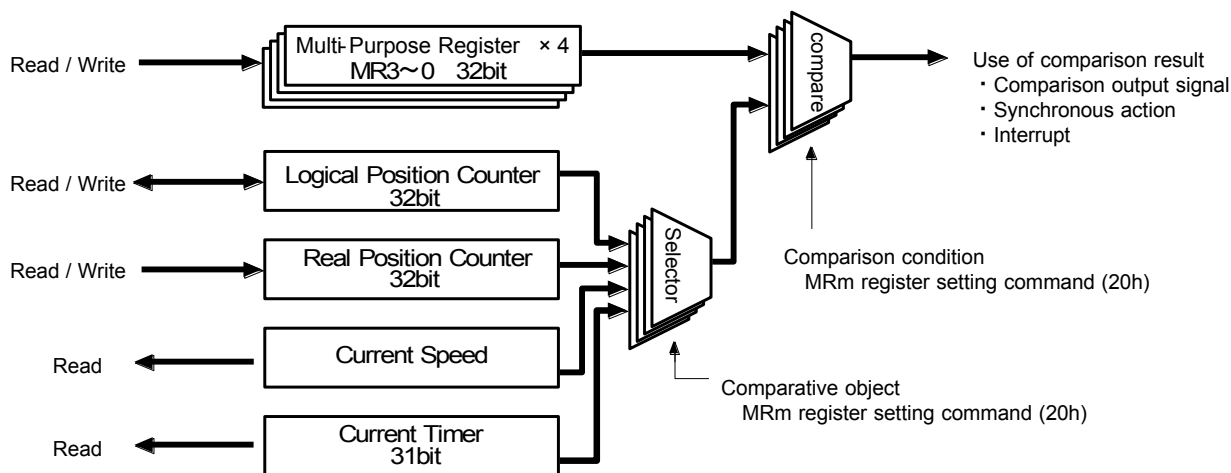 Multi-Purpose Register × 4
MR3～0 32bit
Read / Write
compare
Use of comparison result
・Comparison output signal
・Synchronous action
・Interrupt
Read / Write
Logical Position Counter
32bit
Read / Write
Real Position Counter
32bit
Selector
Comparison condition
MRm register setting command (20h)
Read
Current Speed
Comparative object
MRm register setting command (20h)
Read
Current Timer
31bit